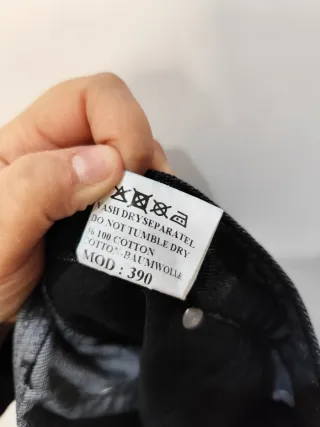 WASH DRYSEPARATEL
DO NOT TUMBLE DRY
% 100 COTTON
COTTON-BAUMWOLLE
MOD : 390